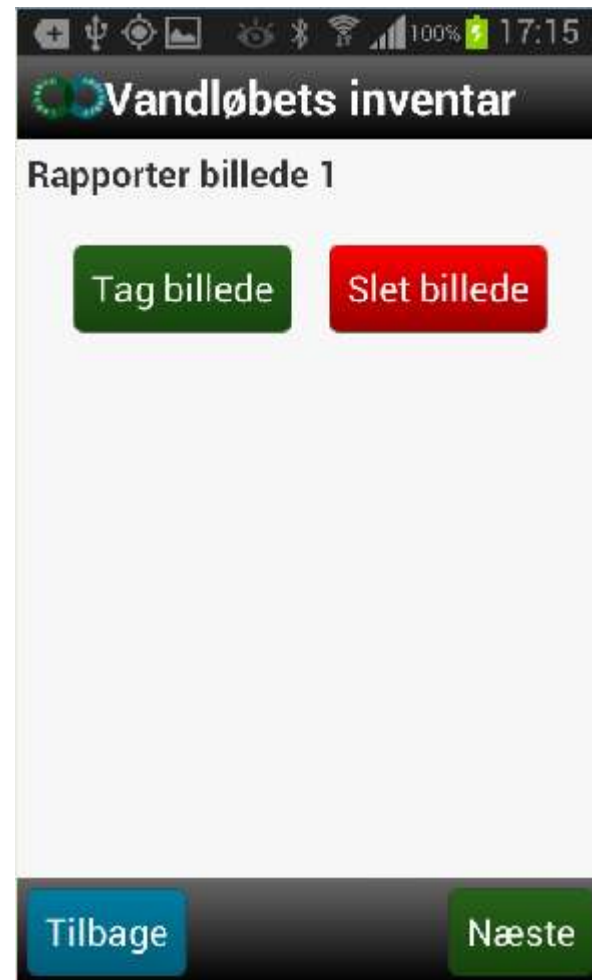 100% 17:15
Vandløbets inventar
Rapporter billede 1
Tag billede Slet billede
Tilbage Næste